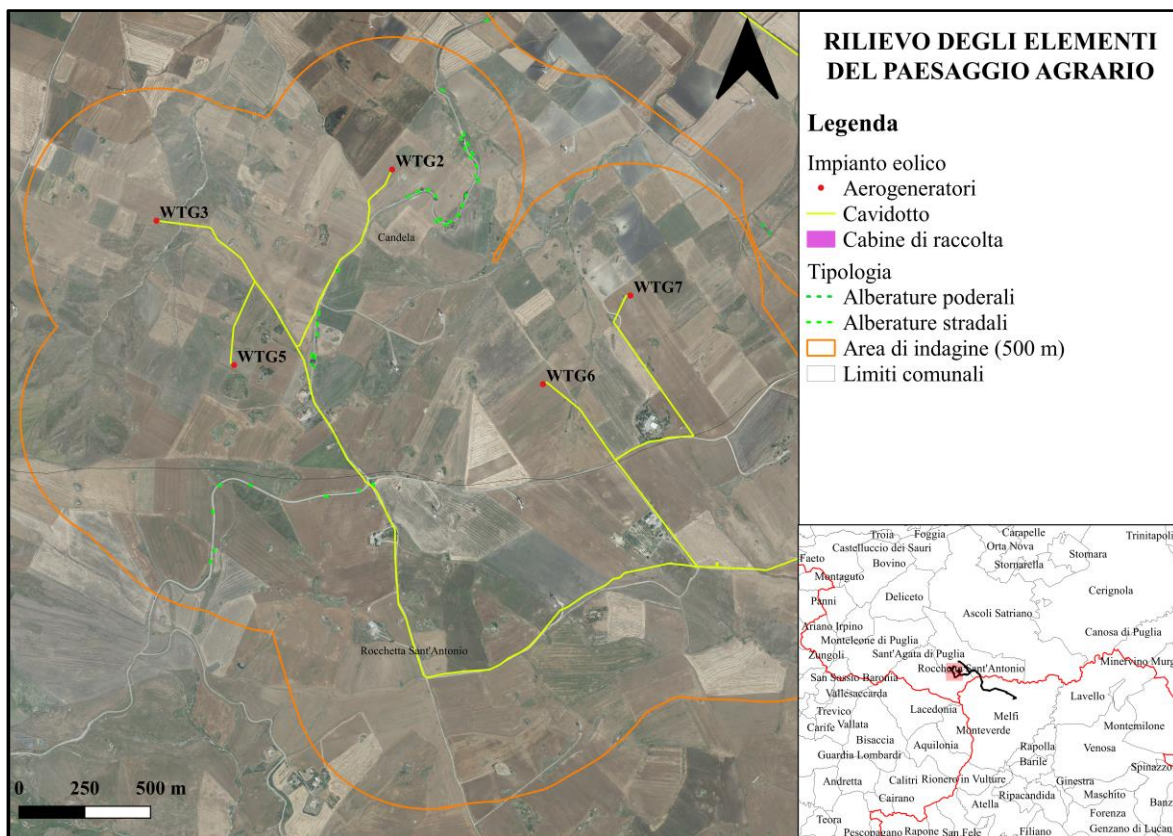 RILIEVO DEGLI ELEMENTI
DEL PAESAGGIO AGRARIO
Legenda
Impianto eolico
Aerogeneratori
Cavidotto
Cabine di raccolta
Tipologia
Alberature poderali
Alberature stradali
Area di indagine (500 m)
Limiti comunali
WTG2
WTG3
Candela
WTG7
WTG5
WTG6
Rocchetta Sant'Antonio
0 250 500 m
Troia Foggia Carapelle Trinitapoli
Castelluccio dei Sauri Orta Nova
Faeto Bovino Stornarella Stornara
Montaguto
Panni Deliceto Cerignola
Ascoli Satriano
Ariano Irpino
Monteleone di Puglia Canosa di Puglia
Zungoli Sant'Agata di Puglia
Rocchetta Sant'Antonio Minervino Murg
San Sossio Baronia
Vallesaccarda Lavello
Trevico Lacedonia Melfi
Carife Vallata Monteverde Montemilone
Bisaccia Aquilonia Rapolla Venosa
Guardia Lombardi Barile Spinazzo
Andretta Calitri Rionero in Vulture Ginestra
Cairano Ripacandida Maschito Banz
Teora Atella Forenza
Pescopagano Rapone San Fele Filiano Genzano di Lucan